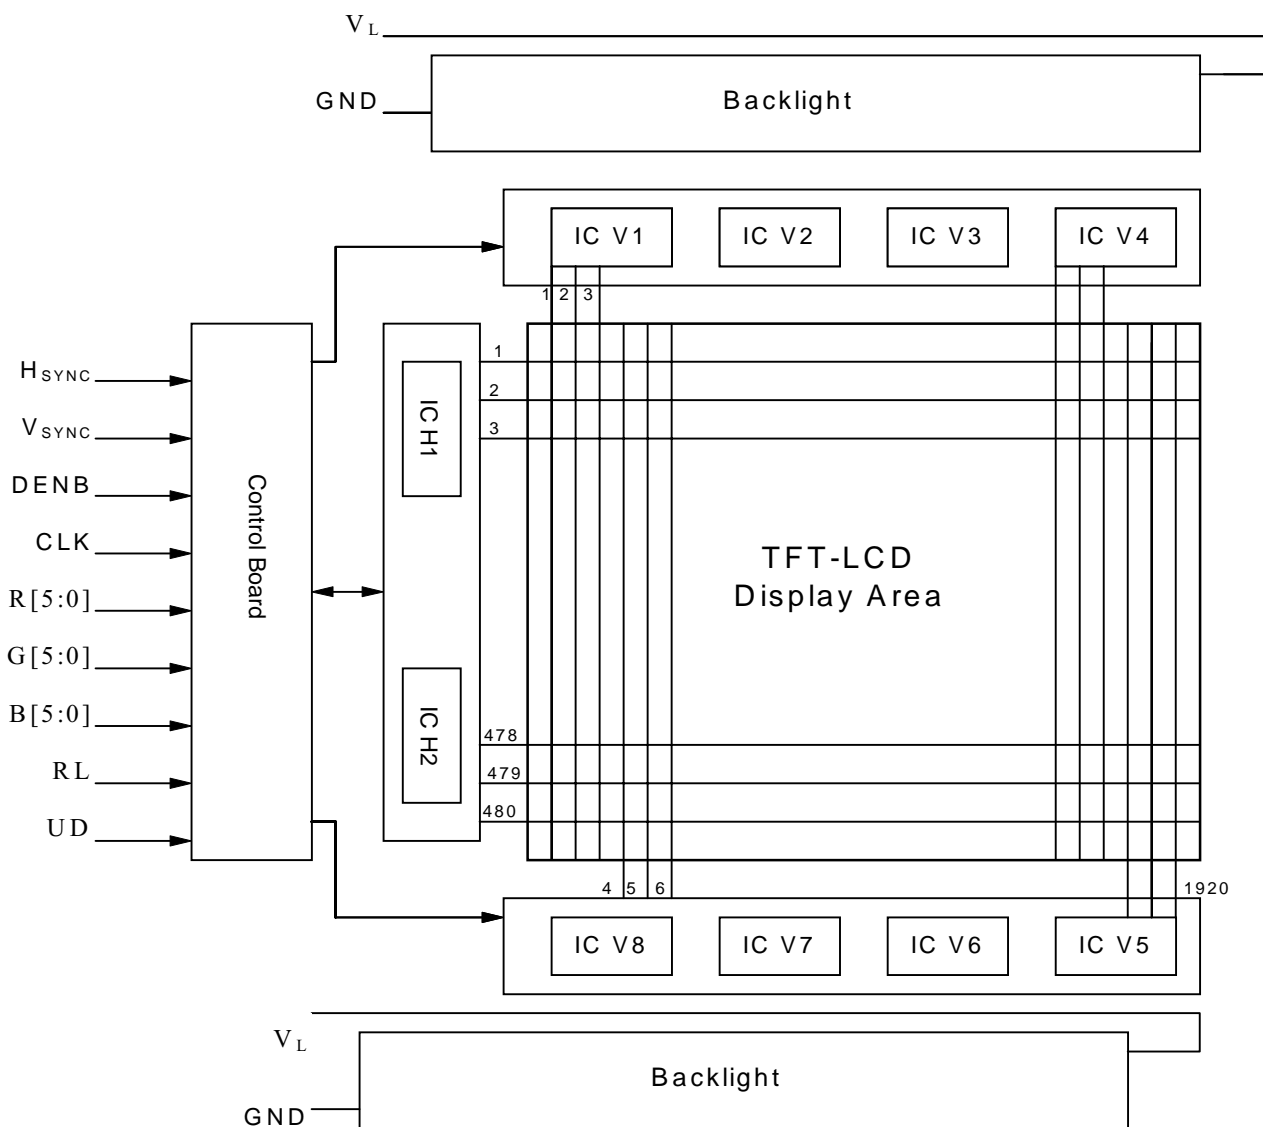 VL
GND
Backlight
IC V1
IC V2
IC V3
IC V4
1
2
3
HSYNC
VSYNC
DENB
CLK
R[5:0]
G[5:0]
B[5:0]
RL
UD
Control Board
IC H1
IC H2
1
2
3
478
479
480
TFT-LCD
Display Area
4
5
6
1920
IC V8
IC V7
IC V6
IC V5
VL
GND
Backlight